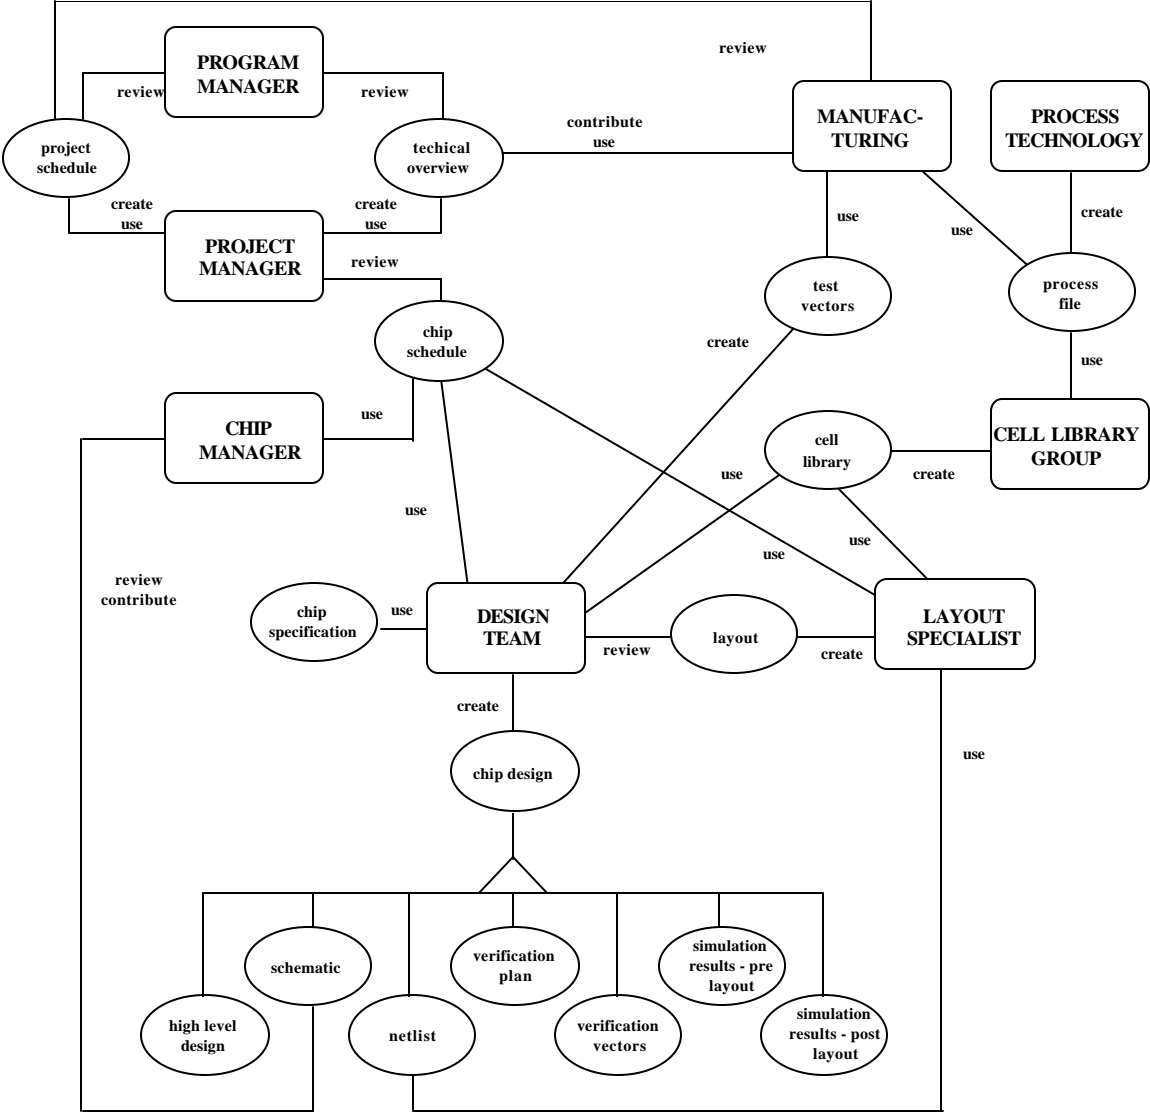 review
PROGRAM
MANAGER
review
review
MANUFAC-
TURING
PROCESS
TECHNOLOGY
contribute
use
project
schedule
techical
overview
create
use
create
use
use
create
use
PROJECT
MANAGER
review
test
vectors
process
file
chip
schedule
create
use
use
CHIP
MANAGER
cell
library
CELL LIBRARY
GROUP
use
create
use
use
use
review
contribute
chip
specification
use
DESIGN
TEAM
layout
LAYOUT
SPECIALIST
review
create
create
use
chip design
schematic
verification
plan
simulation
results - pre
layout
high level
design
netlist
verification
vectors
simulation
results - post
layout